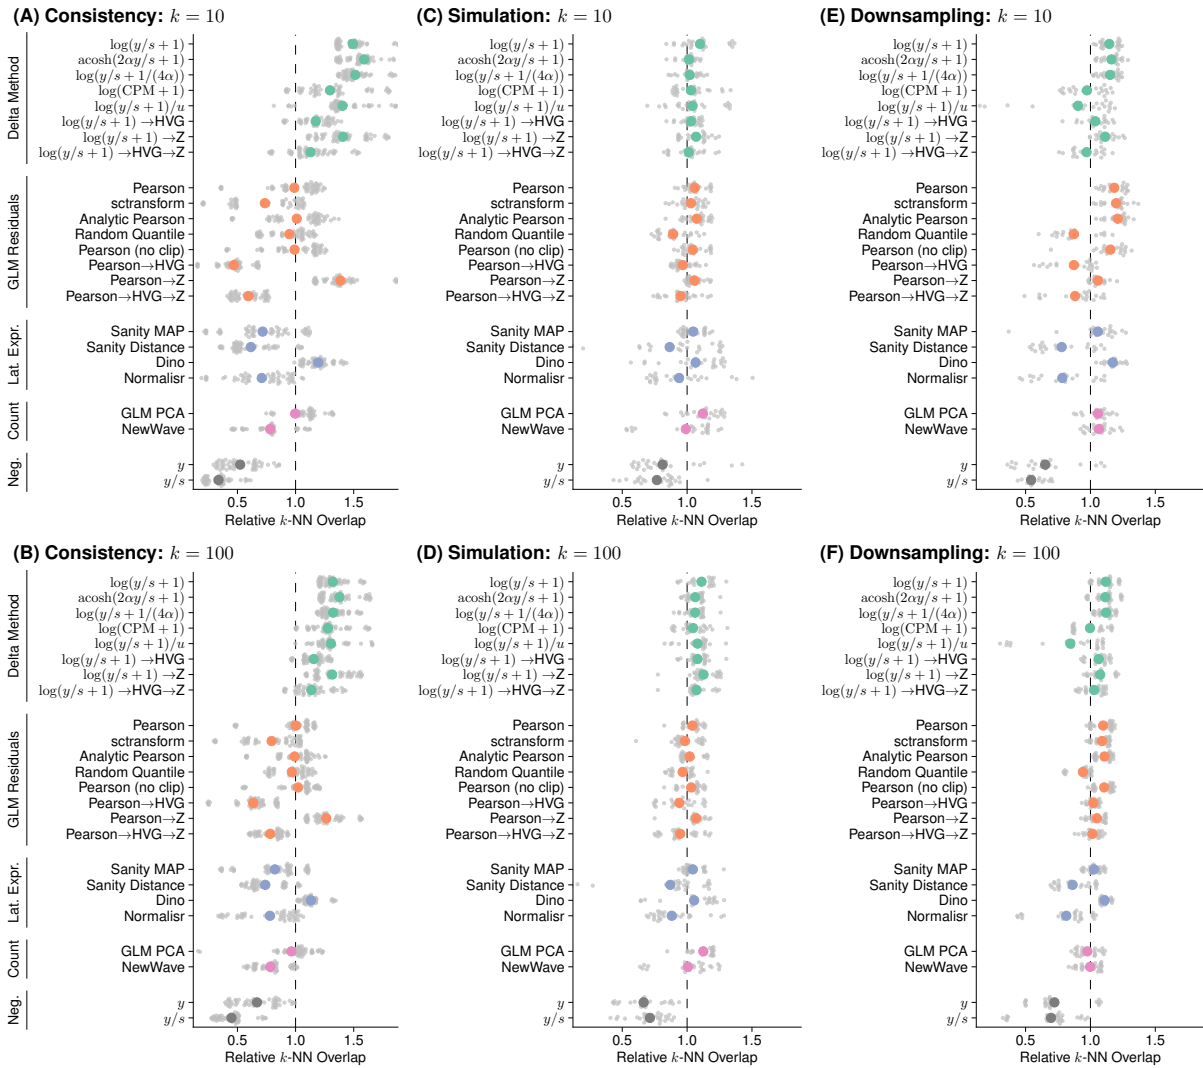 (A) Consistency: k = 10
Delta Method
log(y/s + 1)
acosh(2αy/s + 1)
log(y/s + 1/(4α))
log(CPM + 1)
log(y/s + 1)/u
log(y/s + 1) →HVG
log(y/s + 1) →Z
log(y/s + 1) →HVG→Z
GLM Residuals
Pearson
sctransform
Analytic Pearson
Random Quantile
Pearson (no clip)
Pearson→HVG
Pearson→Z
Pearson→HVG→Z
Lat. Expr.
Sanity MAP
Sanity Distance
Dino
Normalisr
Count
GLM PCA
NewWave
Neg.
y
y/s
0.5 1.0 1.5
Relative k-NN Overlap
(C) Simulation: k = 10
log(y/s + 1)
acosh(2αy/s + 1)
log(y/s + 1/(4α))
log(CPM + 1)
log(y/s + 1)/u
log(y/s + 1) →HVG
log(y/s + 1) →Z
log(y/s + 1) →HVG→Z
Pearson
sctransform
Analytic Pearson
Random Quantile
Pearson (no clip)
Pearson→HVG
Pearson→Z
Pearson→HVG→Z
Sanity MAP
Sanity Distance
Dino
Normalisr
GLM PCA
NewWave
y
y/s
0.5 1.0 1.5
Relative k-NN Overlap
(E) Downsampling: k = 10
log(y/s + 1)
acosh(2αy/s + 1)
log(y/s + 1/(4α))
log(CPM + 1)
log(y/s + 1)/u
log(y/s + 1) →HVG
log(y/s + 1) →Z
log(y/s + 1) →HVG→Z
Pearson
sctransform
Analytic Pearson
Random Quantile
Pearson (no clip)
Pearson→HVG
Pearson→Z
Pearson→HVG→Z
Sanity MAP
Sanity Distance
Dino
Normalisr
GLM PCA
NewWave
y
y/s
0.5 1.0 1.5
Relative k-NN Overlap
(B) Consistency: k = 100
Delta Method
log(y/s + 1)
acosh(2αy/s + 1)
log(y/s + 1/(4α))
log(CPM + 1)
log(y/s + 1)/u
log(y/s + 1) →HVG
log(y/s + 1) →Z
log(y/s + 1) →HVG→Z
GLM Residuals
Pearson
sctransform
Analytic Pearson
Random Quantile
Pearson (no clip)
Pearson→HVG
Pearson→Z
Pearson→HVG→Z
Lat. Expr.
Sanity MAP
Sanity Distance
Dino
Normalisr
Count
GLM PCA
NewWave
Neg.
y
y/s
0.5 1.0 1.5
Relative k-NN Overlap
(D) Simulation: k = 100
log(y/s + 1)
acosh(2αy/s + 1)
log(y/s + 1/(4α))
log(CPM + 1)
log(y/s + 1)/u
log(y/s + 1) →HVG
log(y/s + 1) →Z
log(y/s + 1) →HVG→Z
Pearson
sctransform
Analytic Pearson
Random Quantile
Pearson (no clip)
Pearson→HVG
Pearson→Z
Pearson→HVG→Z
Sanity MAP
Sanity Distance
Dino
Normalisr
GLM PCA
NewWave
y
y/s
0.5 1.0 1.5
Relative k-NN Overlap
(F) Downsampling: k = 100
log(y/s + 1)
acosh(2αy/s + 1)
log(y/s + 1/(4α))
log(CPM + 1)
log(y/s + 1)/u
log(y/s + 1) →HVG
log(y/s + 1) →Z
log(y/s + 1) →HVG→Z
Pearson
sctransform
Analytic Pearson
Random Quantile
Pearson (no clip)
Pearson→HVG
Pearson→Z
Pearson→HVG→Z
Sanity MAP
Sanity Distance
Dino
Normalisr
GLM PCA
NewWave
y
y/s
0.5 1.0 1.5
Relative k-NN Overlap